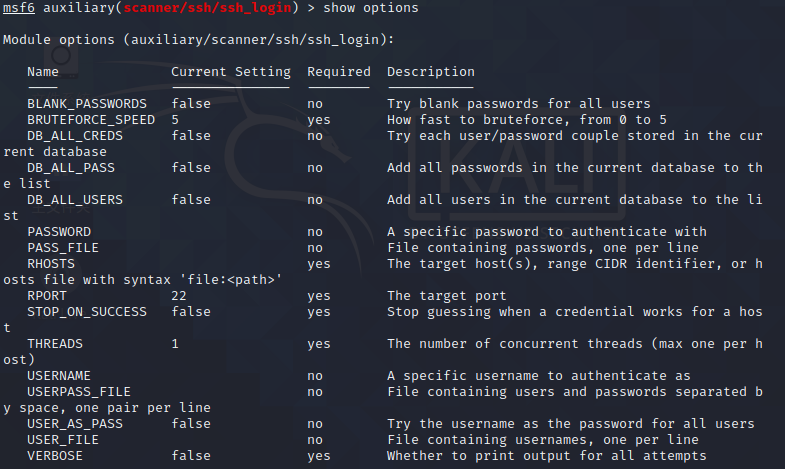 msf6 auxiliary(scanner/ssh/ssh_login) > show options
Module options (auxiliary/scanner/ssh/ssh_login):
Name Current Setting Required Description
BLANK_PASSWORDS false no Try blank passwords for all users
BRUTEFORCE_SPEED 5 yes How fast to bruteforce, from 0 to 5
DB_ALL_CREDS false no Try each user/password couple stored in the cur
rent database
DB_ALL_PASS false no Add all passwords in the current database to th
e list
DB_ALL_USERS false no Add all users in the current database to the li
st
PASSWORD no A specific password to authenticate with
PASS_FILE no File containing passwords, one per line
RHOSTS yes The target host(s), range CIDR identifier, or h
osts file with syntax 'file:<path>'
RPORT 22 yes The target port
STOP_ON_SUCCESS false yes Stop guessing when a credential works for a hos
t
THREADS 1 yes The number of concurrent threads (max one per h
ost)
USERNAME no A specific username to authenticate as
USERPASS_FILE no File containing users and passwords separated b
y space, one pair per line
USER_AS_PASS false no Try the username as the password for all users
USER_FILE no File containing usernames, one per line
VERBOSE false yes Whether to print output for all attempts
KALI